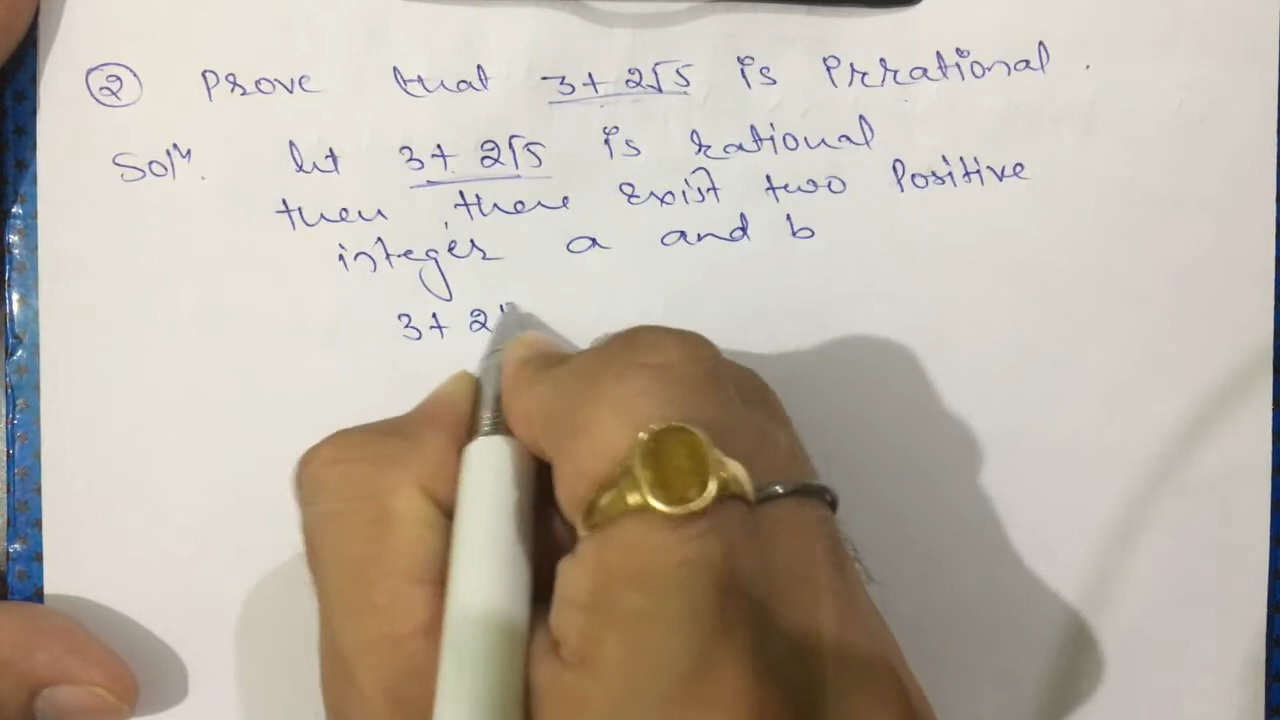 ② Prove that 3+2√5 is Irrational.
Solⁿ. let 3+2√5 is rational
then, there exist two Positive
integer a and b
3+2